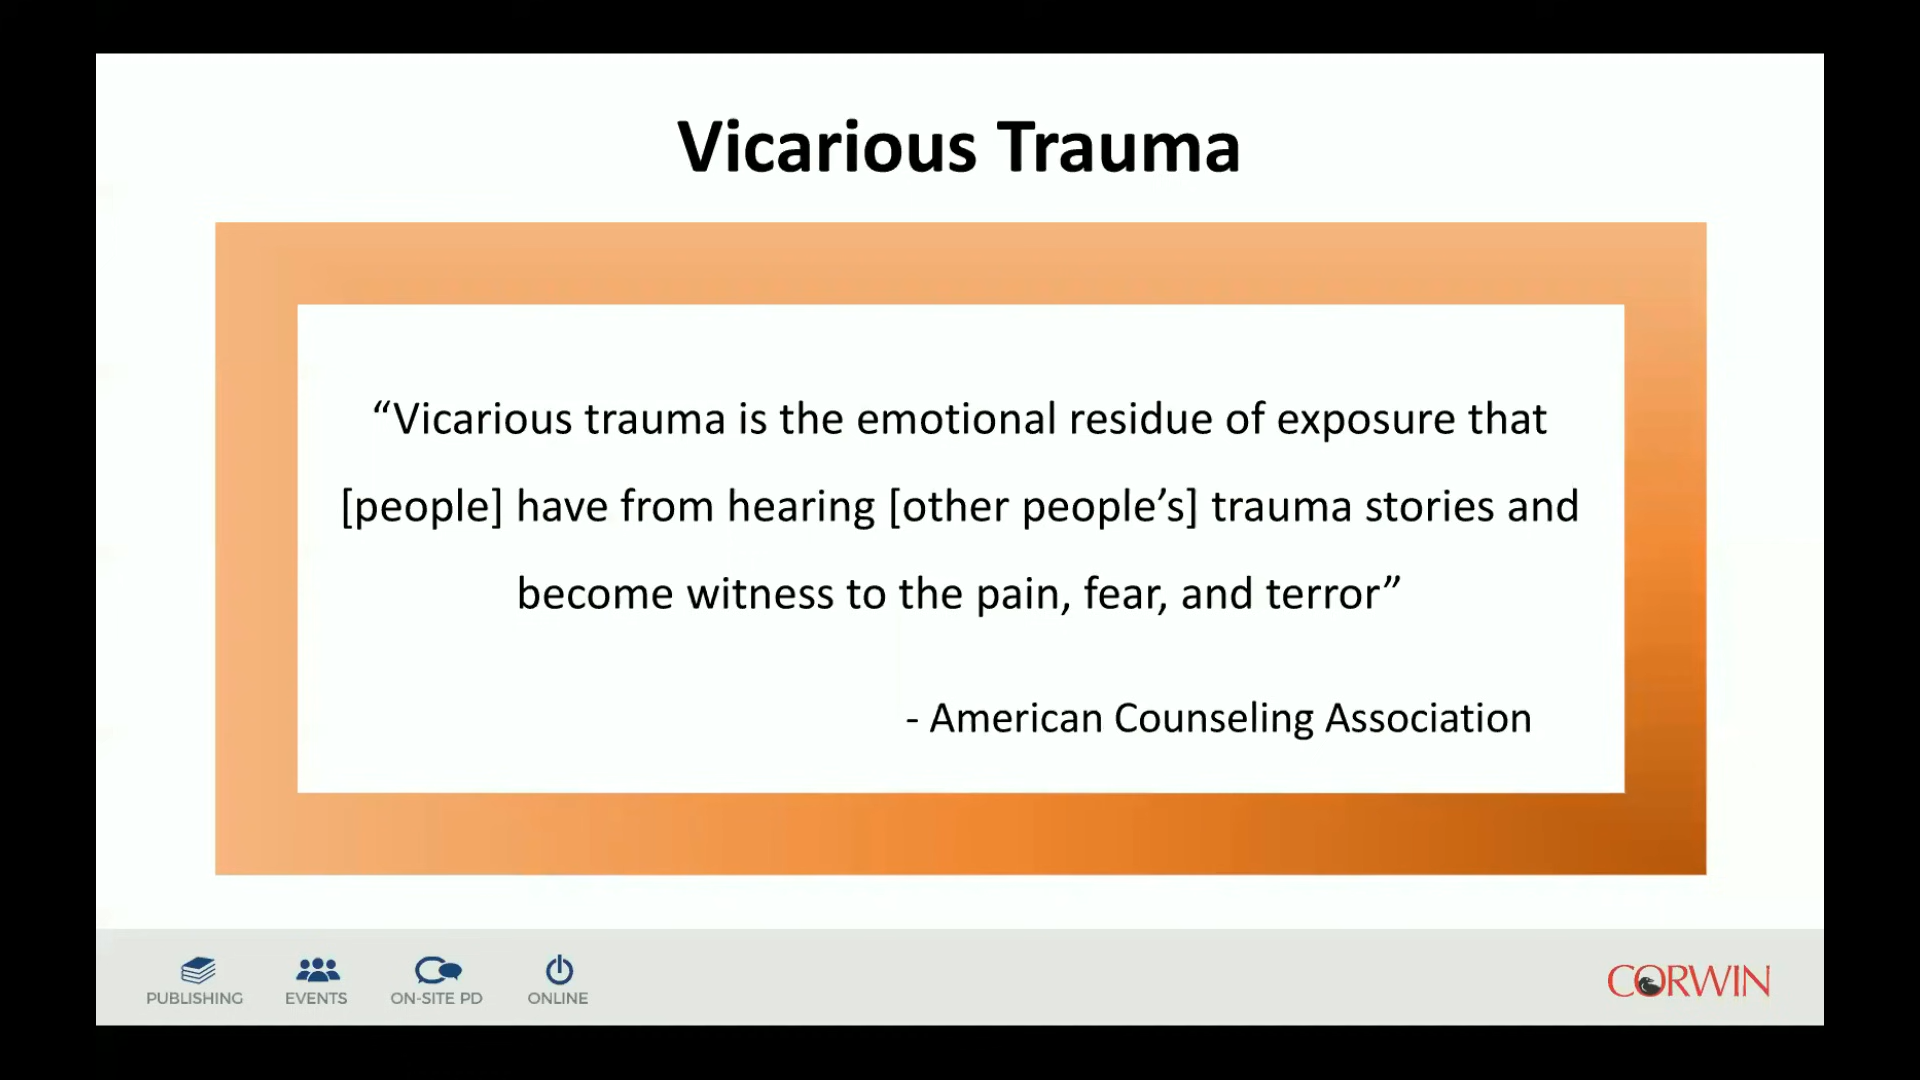 Vicarious Trauma
“Vicarious trauma is the emotional residue of exposure that
[people] have from hearing [other people’s] trauma stories and
become witness to the pain, fear, and terror”
- American Counseling Association
PUBLISHING EVENTS ON-SITE PD ONLINE CORWIN